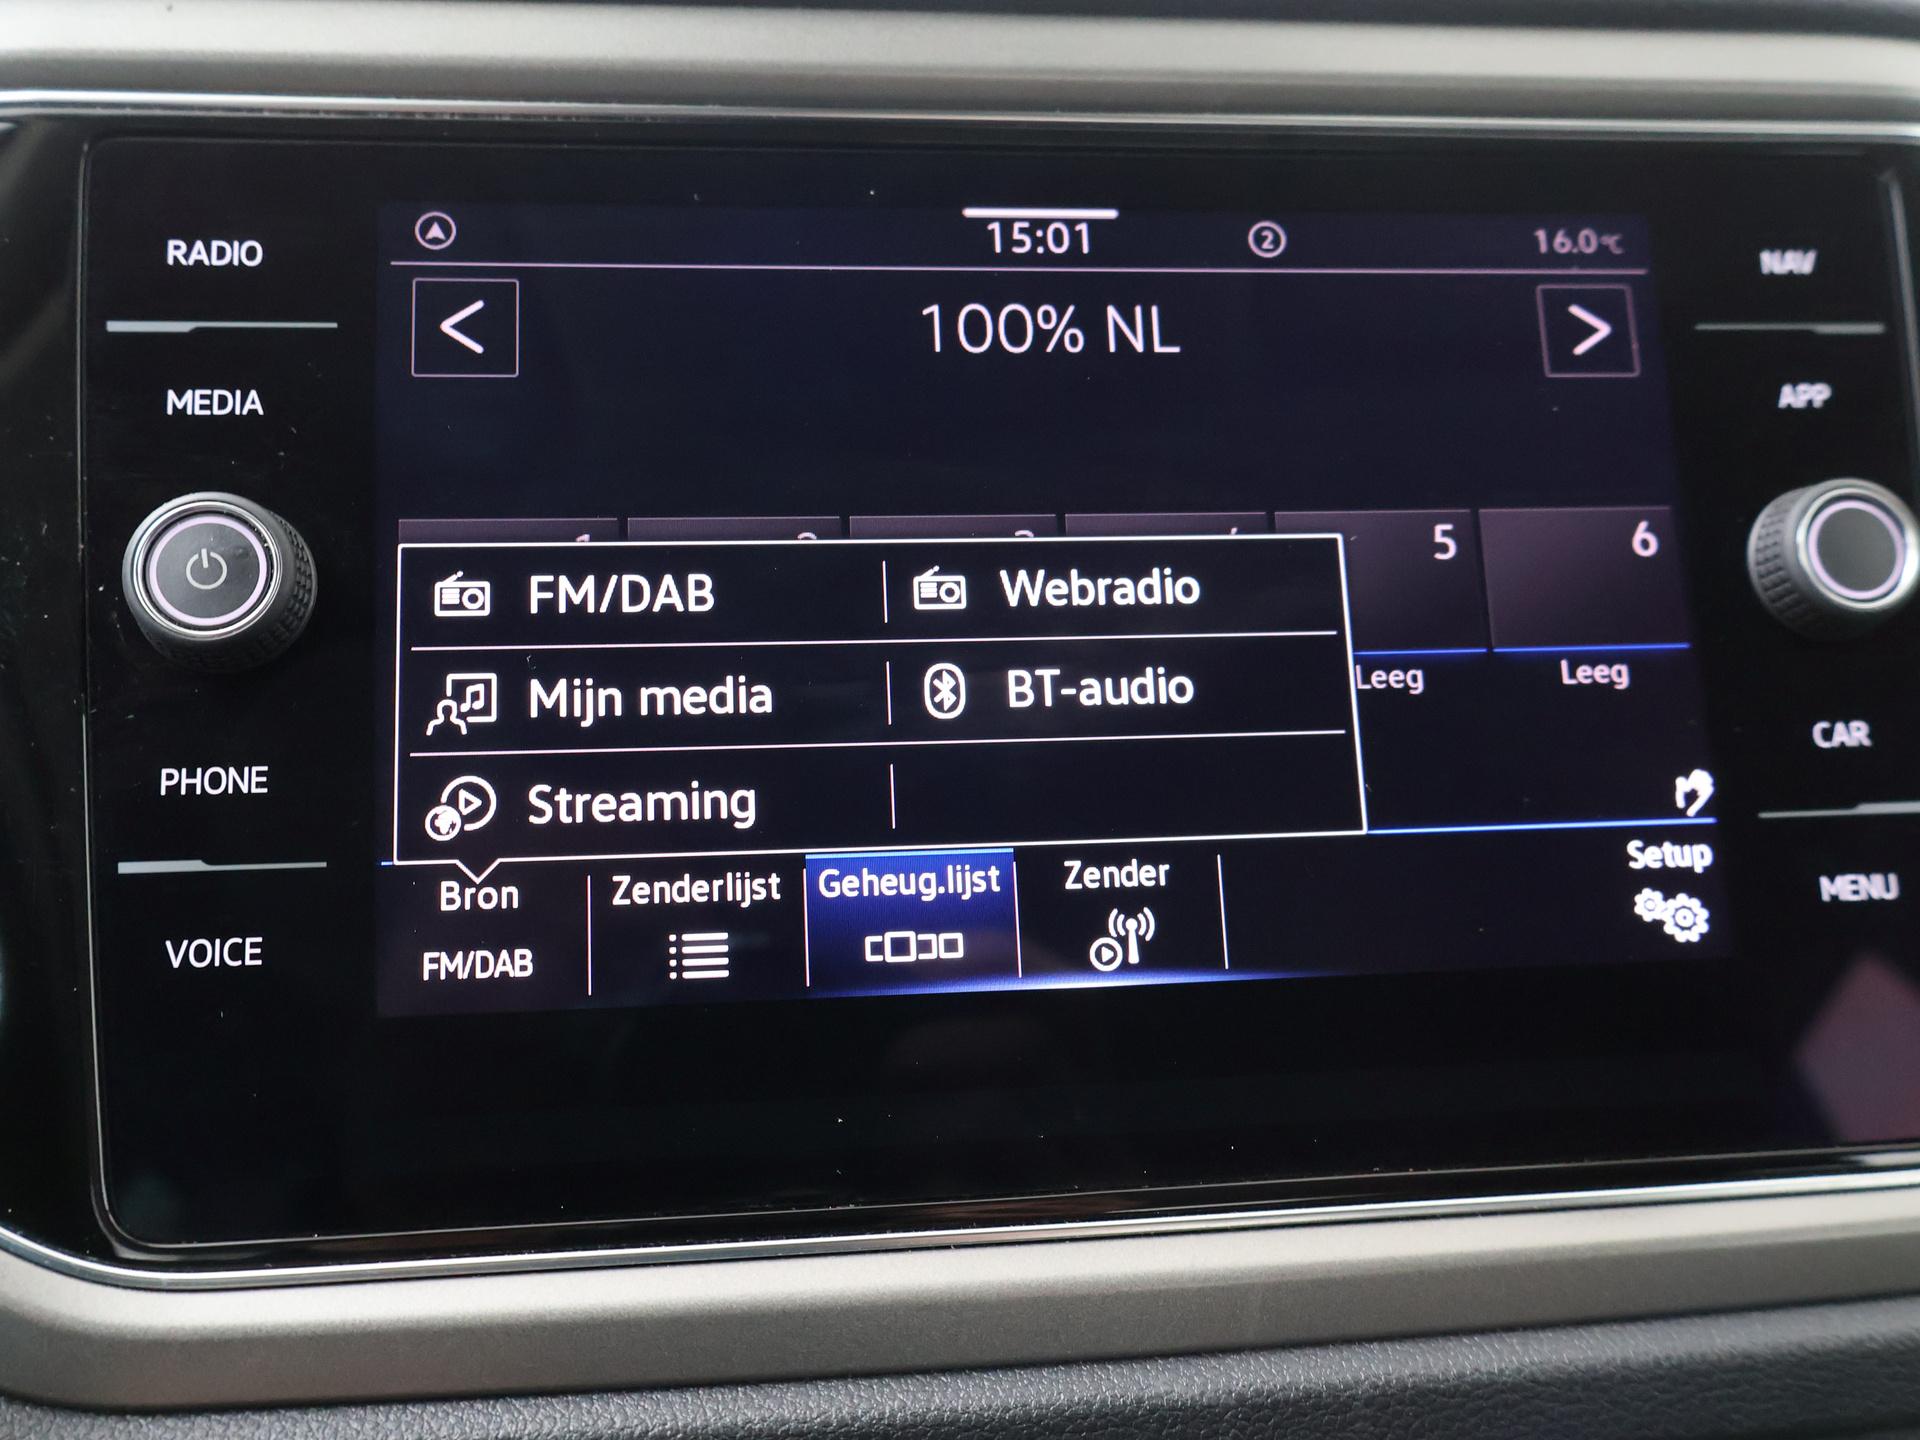 RADIO
MEDIA
PHONE
VOICE
15:01
2
16.0°C
100% NL
5
6
FM/DAB
Webradio
Mijn media
BT-audio
Streaming
Leeg
Leeg
Bron
FM/DAB
Zenderlijst
Geheug.lijst
Zender
Setup
NAV
APP
CAR
MENU